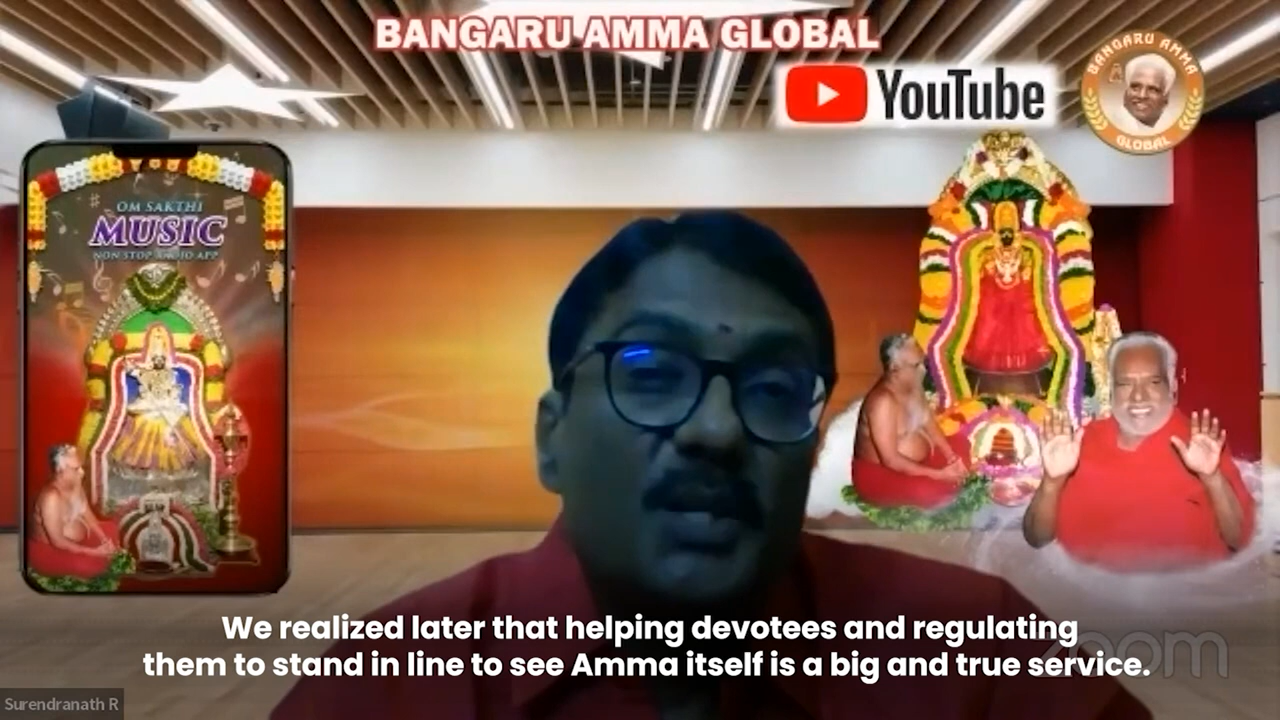 BANGARU AMMA GLOBAL
YouTube
BANGARU AMMA
GLOBAL
OM SAKTHI
MUSIC
NON STOP RADIO APP
We realized later that helping devotees and regulating
them to stand in line to see Amma itself is a big and true service.
zoom
Surendranath R